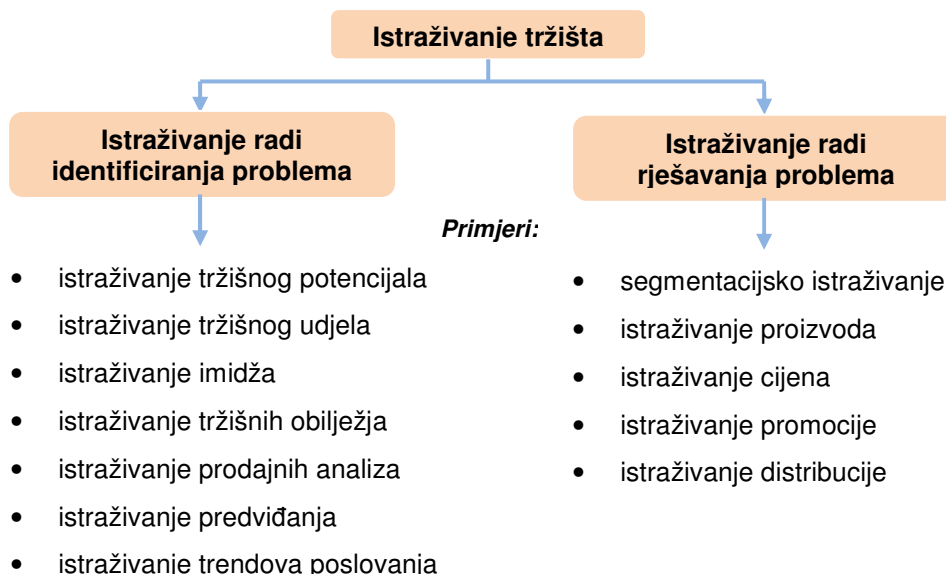 Istraživanje tržišta
Istraživanje radi
identificiranja problema
Istraživanje radi
rješavanja problema
Primjeri:
• istraživanje tržišnog potencijala
• istraživanje tržišnog udjela
• istraživanje imidža
• istraživanje tržišnih obilježja
• istraživanje prodajnih analiza
• istraživanje predviđanja
• istraživanje trendova poslovanja
• segmentacijsko istraživanje
• istraživanje proizvoda
• istraživanje cijena
• istraživanje promocije
• istraživanje distribucije